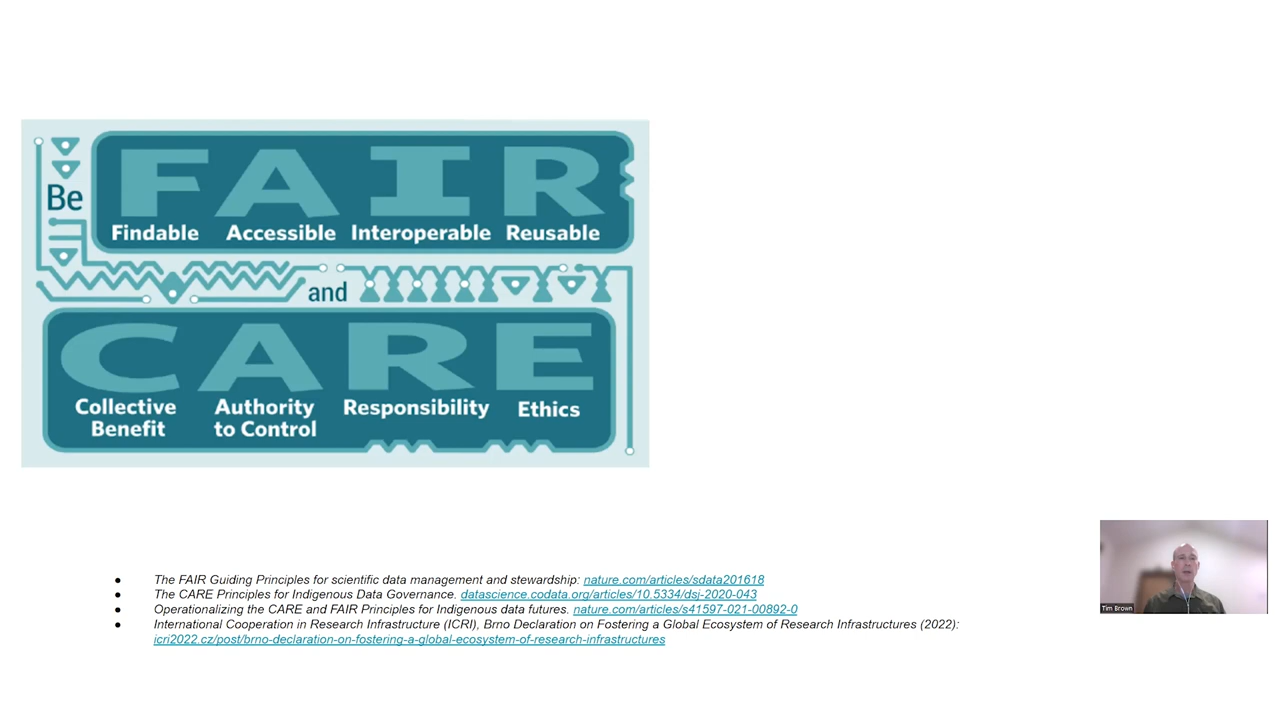 Be
FAIR
Findable Accessible Interoperable Reusable
and
CARE
Collective Benefit Authority to Control Responsibility Ethics
● The FAIR Guiding Principles for scientific data management and stewardship: nature.com/articles/sdata201618
● The CARE Principles for Indigenous Data Governance. datascience.codata.org/articles/10.5334/dsj-2020-043
● Operationalizing the CARE and FAIR Principles for Indigenous data futures. nature.com/articles/s41597-021-00892-0
● International Cooperation in Research Infrastructure (ICRI), Brno Declaration on Fostering a Global Ecosystem of Research Infrastructures (2022):
icri2022.cz/post/brno-declaration-on-fostering-a-global-ecosystem-of-research-infrastructures
Tim Brown